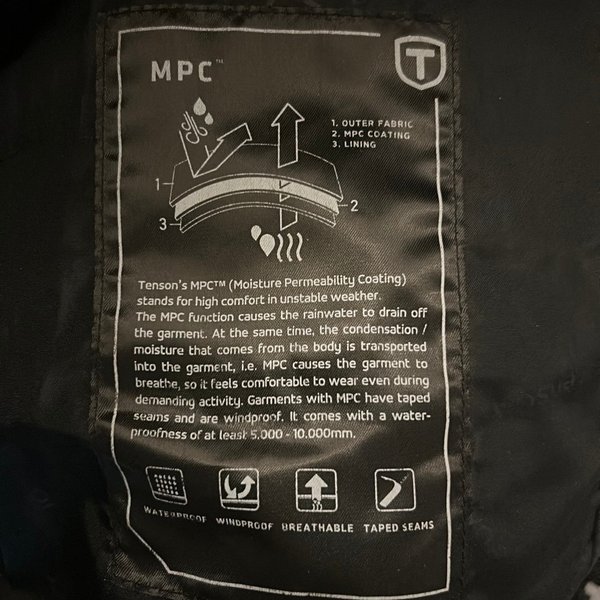 MPC™
T
1. OUTER FABRIC
2. MPC COATING
3. LINING
1
2
3
Tenson's MPC™ (Moisture Permeability Coating)
stands for high comfort in unstable weather.
The MPC function causes the rainwater to drain off
the garment. At the same time, the condensation /
moisture that comes from the body is transported
into the garment, i.e. MPC causes the garment to
breathe, so it feels comfortable to wear even during
demanding activity. Garments with MPC have taped
seams and are windproof. It comes with a water-
proofness of at least 5.000 - 10.000mm.
WATERPROOF WINDPROOF BREATHABLE TAPED SEAMS